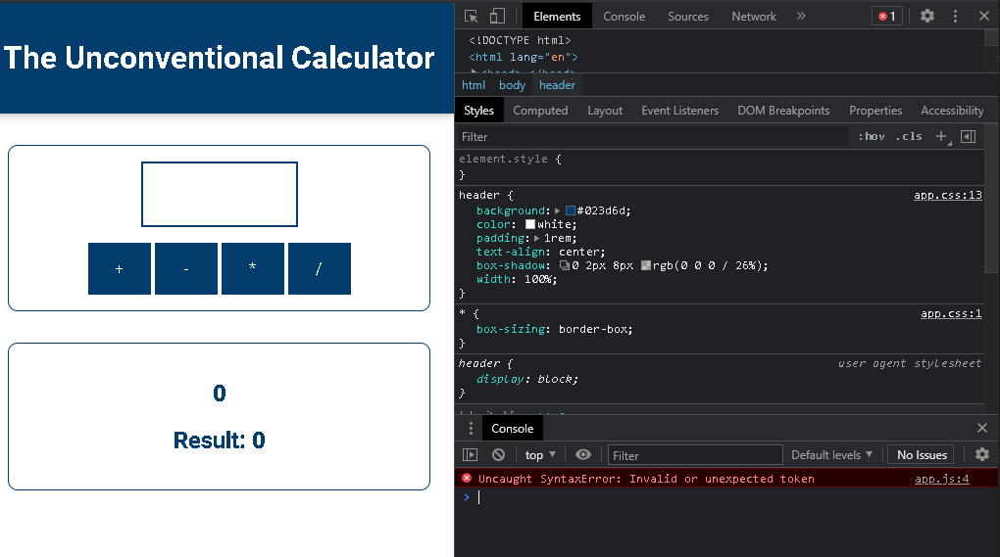 The Unconventional Calculator
+ - * /
0
Result: 0
Elements Console Sources Network » 1
<!DOCTYPE html>
<html lang="en">
html body header
Styles Computed Layout Event Listeners DOM Breakpoints Properties Accessibility
Filter :hov .cls +
element.style {
}
header { app.css:13
background: #023d6d;
color: white;
padding: 1rem;
text-align: center;
box-shadow: 0 2px 8px rgb(0 0 0 / 26%);
width: 100%;
}
* { app.css:1
box-sizing: border-box;
}
header { user agent stylesheet
display: block;
}
Console
top Filter Default levels No Issues
Uncaught SyntaxError: Invalid or unexpected token app.js:4
>